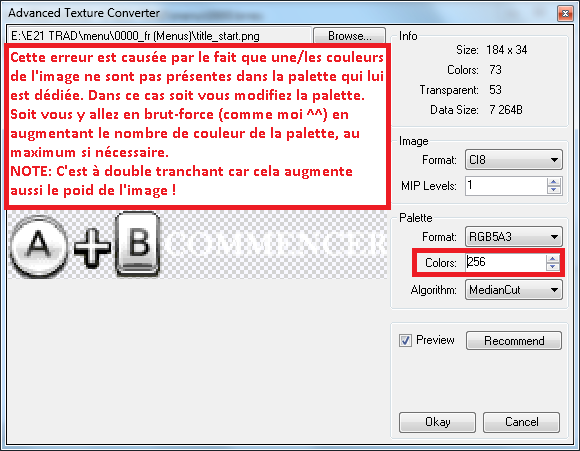 Advanced Texture Converter
E:\E21 TRAD\menu\0000_fr (Menus)\title_start.png
Browse...
Cette erreur est causée par le fait que une/les couleurs
de l'image ne sont pas présentes dans la palette qui lui
est dédiée. Dans ce cas soit vous modifiez la palette.
Soit vous y allez en brut-force (comme moi ^^) en
augmentant le nombre de couleur de la palette, au
maximum si nécessaire.
NOTE: C'est à double tranchant car cela augmente
aussi le poid de l'image !
A+B COMMENCER
Info
Size: 184 x 34
Colors: 73
Transparent: 53
Data Size: 7 264B
Image
Format: CI8
MIP Levels: 1
Palette
Format: RGB5A3
Colors: 256
Algorithm: MedianCut
Preview
Recommend
Okay
Cancel